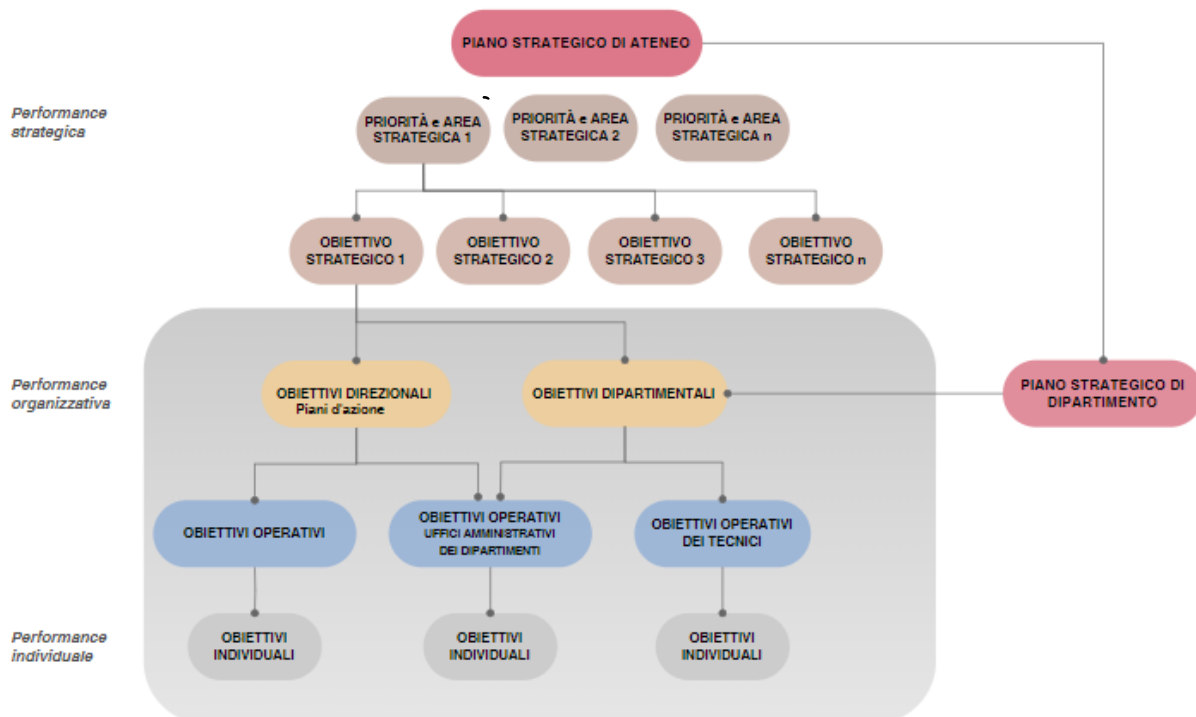 PIANO STRATEGICO DI ATENEO
Performance
strategica
PRIORITÀ e AREA
STRATEGICA 1
PRIORITÀ e AREA
STRATEGICA 2
PRIORITÀ e AREA
STRATEGICA n
OBIETTIVO
STRATEGICO 1
OBIETTIVO
STRATEGICO 2
OBIETTIVO
STRATEGICO 3
OBIETTIVO
STRATEGICO n
Performance
organizzativa
OBIETTIVI DIREZIONALI
Piani d'azione
OBIETTIVI DIPARTIMENTALI
PIANO STRATEGICO DI
DIPARTIMENTO
OBIETTIVI OPERATIVI
OBIETTIVI OPERATIVI
UFFICI AMMINISTRATIVI
DEI DIPARTIMENTI
OBIETTIVI OPERATIVI
DEI TECNICI
Performance
individuale
OBIETTIVI
INDIVIDUALI
OBIETTIVI
INDIVIDUALI
OBIETTIVI
INDIVIDUALI